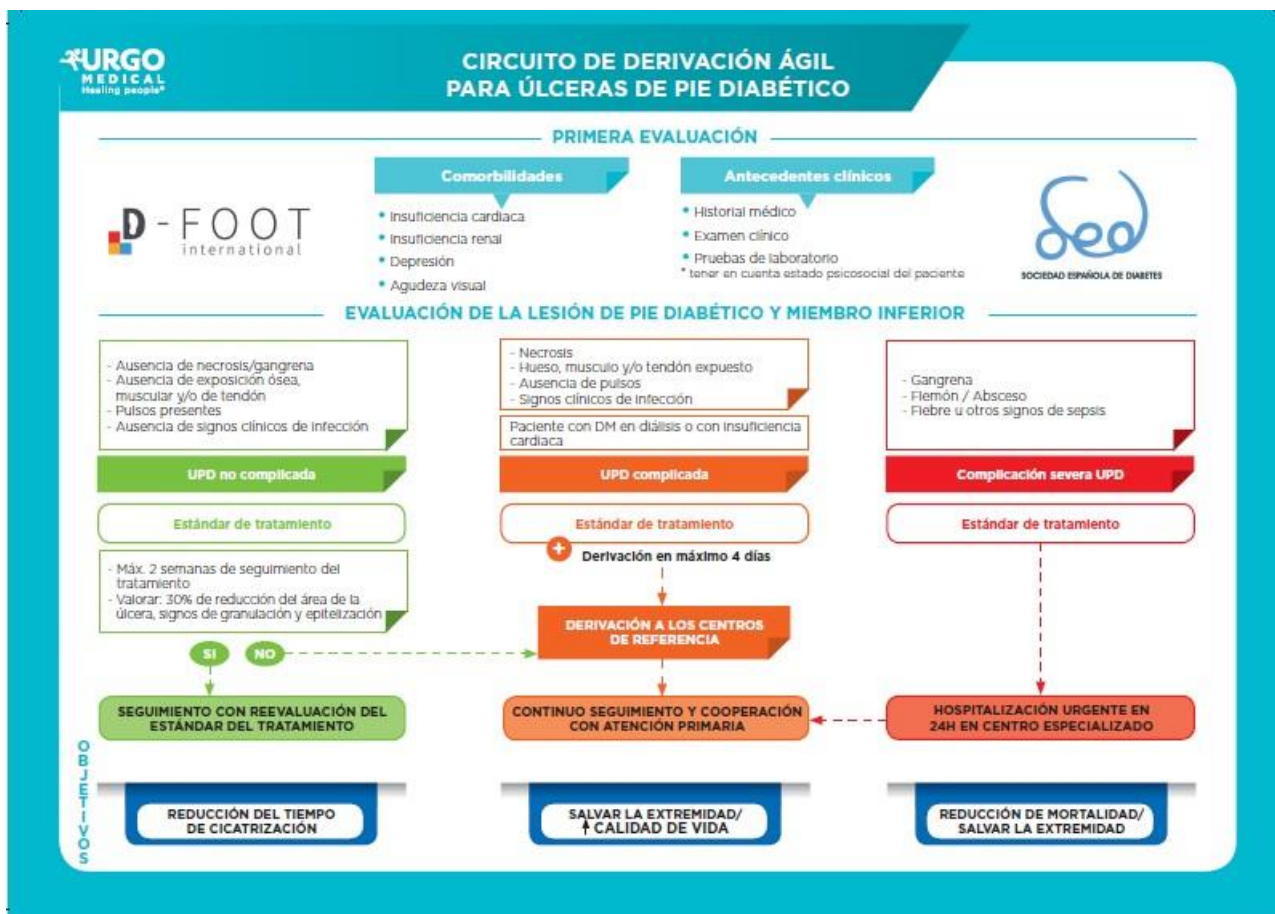 URGO
MEDICAL
Healing people®
CIRCUITO DE DERIVACIÓN ÁGIL
PARA ÚLCERAS DE PIE DIABÉTICO
PRIMERA EVALUACIÓN
D-FOOT
international
Comorbilidades
• Insuficiencia cardiaca
• Insuficiencia renal
• Depresión
• Agudeza visual
Antecedentes clínicos
• Historial médico
• Examen clínico
• Pruebas de laboratorio
* tener en cuenta estado psicosocial del paciente
sed
SOCIEDAD ESPAÑOLA DE DIABETES
EVALUACIÓN DE LA LESIÓN DE PIE DIABÉTICO Y MIEMBRO INFERIOR
- Ausencia de necrosis/gangrena
- Ausencia de exposición ósea,
muscular y/o de tendón
- Pulsos presentes
- Ausencia de signos clínicos de infección
UPD no complicada
Estándar de tratamiento
- Máx. 2 semanas de seguimiento del
tratamiento
- Valorar: 30% de reducción del área de la
úlcera, signos de granulación y epitelización
SI
NO
SEGUIMIENTO CON REEVALUACIÓN DEL
ESTÁNDAR DEL TRATAMIENTO
- Necrosis
- Hueso, musculo y/o tendón expuesto
- Ausencia de pulsos
- Signos clínicos de infección
Paciente con DM en diálisis o con insuficiencia
cardiaca
UPD complicada
Estándar de tratamiento
+ Derivación en máximo 4 días
DERIVACIÓN A LOS CENTROS
DE REFERENCIA
CONTINUO SEGUIMIENTO Y COOPERACIÓN
CON ATENCIÓN PRIMARIA
- Gangrena
- Flemón / Absceso
- Fiebre u otros signos de sepsis
Complicación severa UPD
Estándar de tratamiento
HOSPITALIZACIÓN URGENTE EN
24H EN CENTRO ESPECIALIZADO
OBJETIVOS
REDUCCIÓN DEL TIEMPO
DE CICATRIZACIÓN
SALVAR LA EXTREMIDAD/
↑ CALIDAD DE VIDA
REDUCCIÓN DE MORTALIDAD/
SALVAR LA EXTREMIDAD